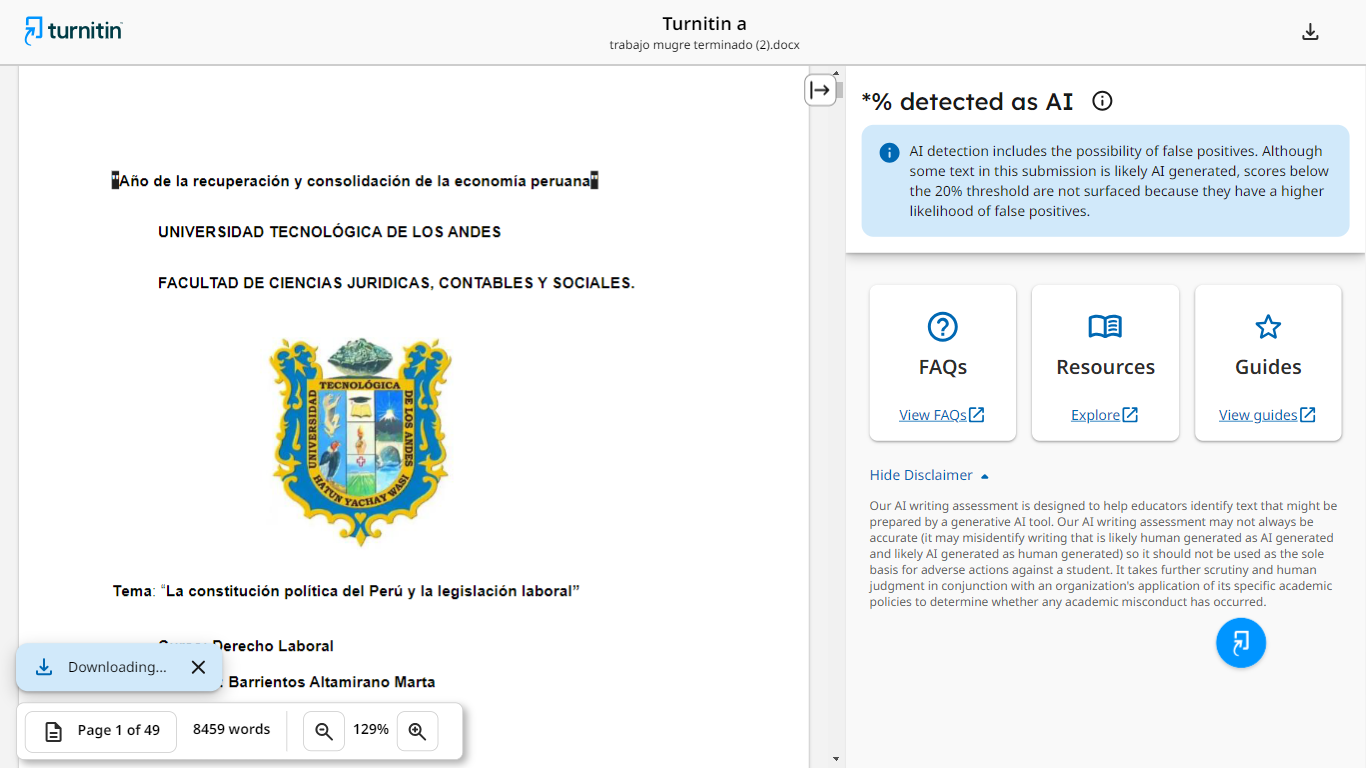 turnitin
Turnitin a
trabajo mugre terminado (2).docx
"Año de la recuperación y consolidación de la economía peruana"
UNIVERSIDAD TECNOLÓGICA DE LOS ANDES
FACULTAD DE CIENCIAS JURIDICAS, CONTABLES Y SOCIALES.
UNIVERSIDAD TECNOLÓGICA DE LOS ANDES
HATUN YACHAY WASI
Tema: “La constitución política del Perú y la legislación laboral”
Derecho Laboral
: Barrientos Altamirano Marta
Downloading...
Page 1 of 49
8459 words
129%
*% detected as AI
AI detection includes the possibility of false positives. Although
some text in this submission is likely AI generated, scores below
the 20% threshold are not surfaced because they have a higher
likelihood of false positives.
FAQs
View FAQs
Resources
Explore
Guides
View guides
Hide Disclaimer
Our AI writing assessment is designed to help educators identify text that might be
prepared by a generative AI tool. Our AI writing assessment may not always be
accurate (it may misidentify writing that is likely human generated as AI generated
and likely AI generated as human generated) so it should not be used as the sole
basis for adverse actions against a student. It takes further scrutiny and human
judgment in conjunction with an organization's application of its specific academic
policies to determine whether any academic misconduct has occurred.